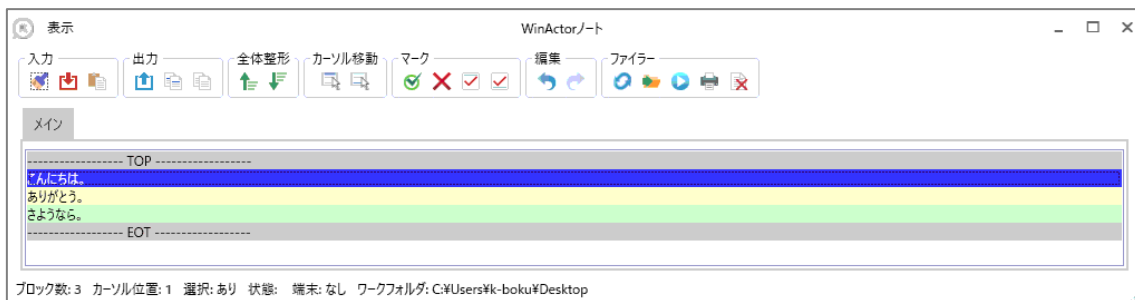 表示 WinActorノート
入力 出力 全体整形 カーソル移動 マーク 編集 ファイラー
メイン
------------------ TOP ------------------
こんにちは。
ありがとう。
さようなら。
------------------ EOT ------------------
ブロック数: 3 カーソル位置: 1 選択: あり 状態: 端末: なし ワークフォルダ: C:¥Users¥k-boku¥Desktop